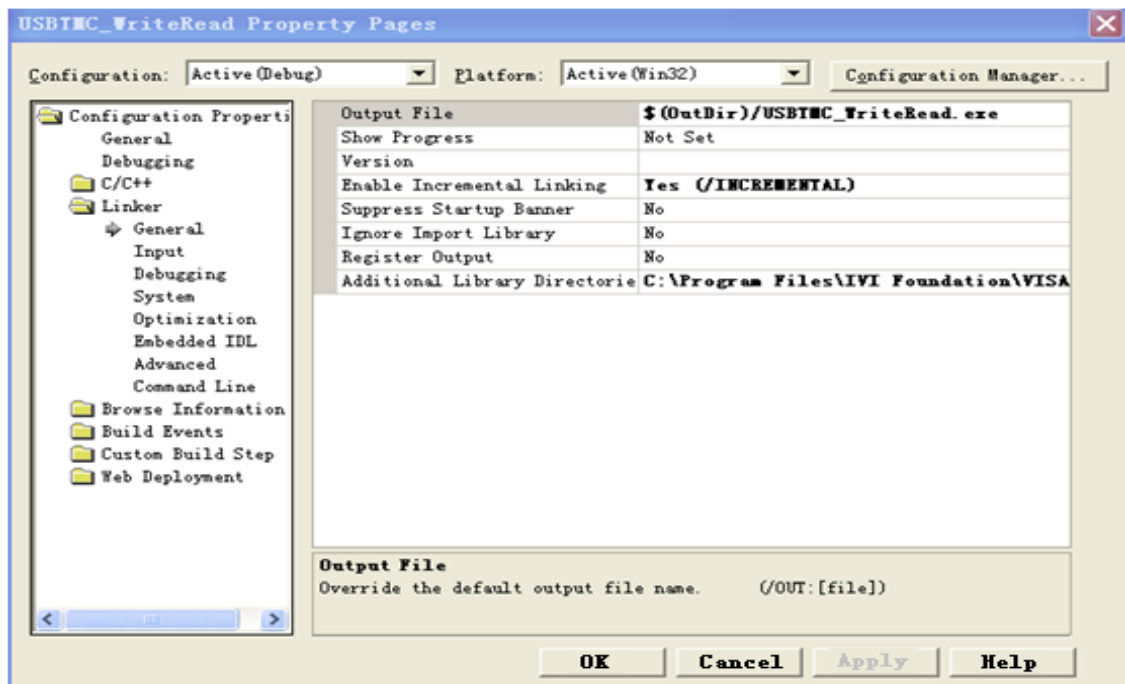 USBTMC_WriteRead Property Pages
Configuration: Active(Debug) Platform: Active(Win32) Configuration Manager...
Configuration Properti
General
Debugging
C/C++
Linker
General
Input
Debugging
System
Optimization
Embedded IDL
Advanced
Command Line
Browse Information
Build Events
Custom Build Step
Web Deployment
Output File $(OutDir)/USBTMC_WriteRead.exe
Show Progress Not Set
Version
Enable Incremental Linking Yes (/INCREMENTAL)
Suppress Startup Banner No
Ignore Import Library No
Register Output No
Additional Library Directorie C:\Program Files\IVI Foundation\VISA
Output File
Override the default output file name. (/OUT:[file])
OK Cancel Apply Help